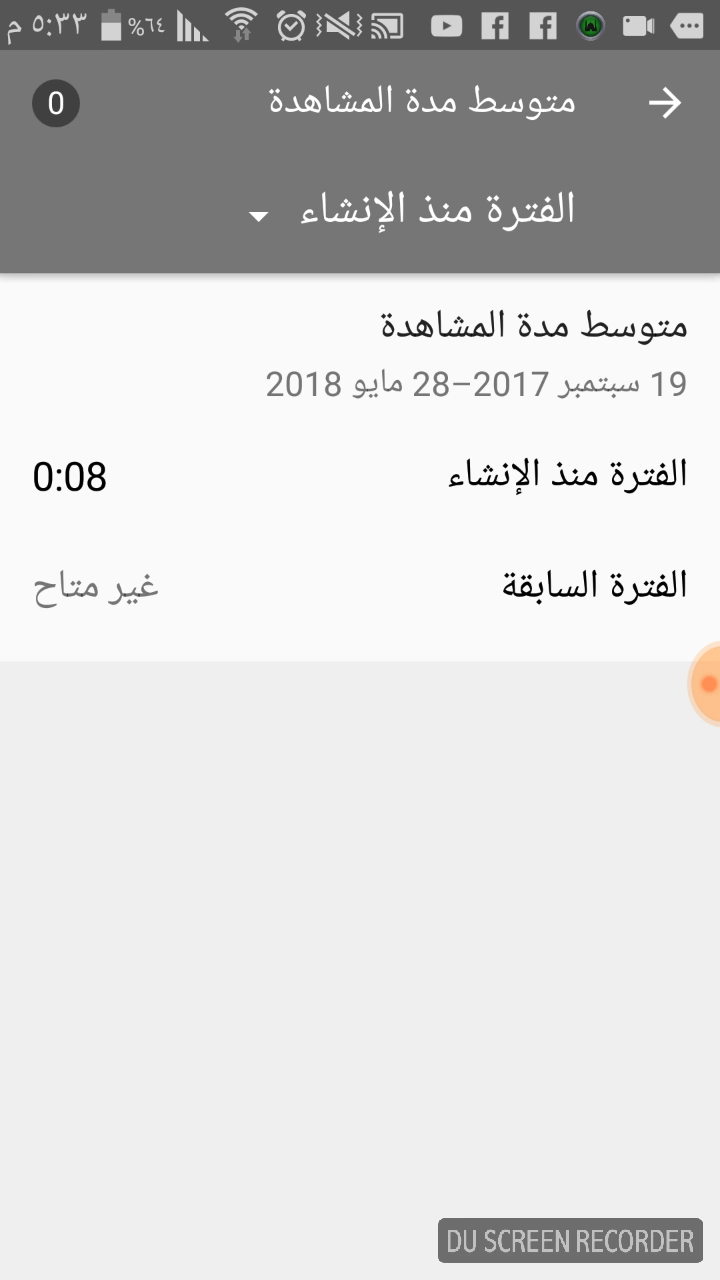 ٥:٣٣ م %٦٤
متوسط مدة المشاهدة 0
الفترة منذ الإنشاء
متوسط مدة المشاهدة
19 سبتمبر 2017–28 مايو 2018
الفترة منذ الإنشاء 0:08
الفترة السابقة غير متاح
DU SCREEN RECORDER